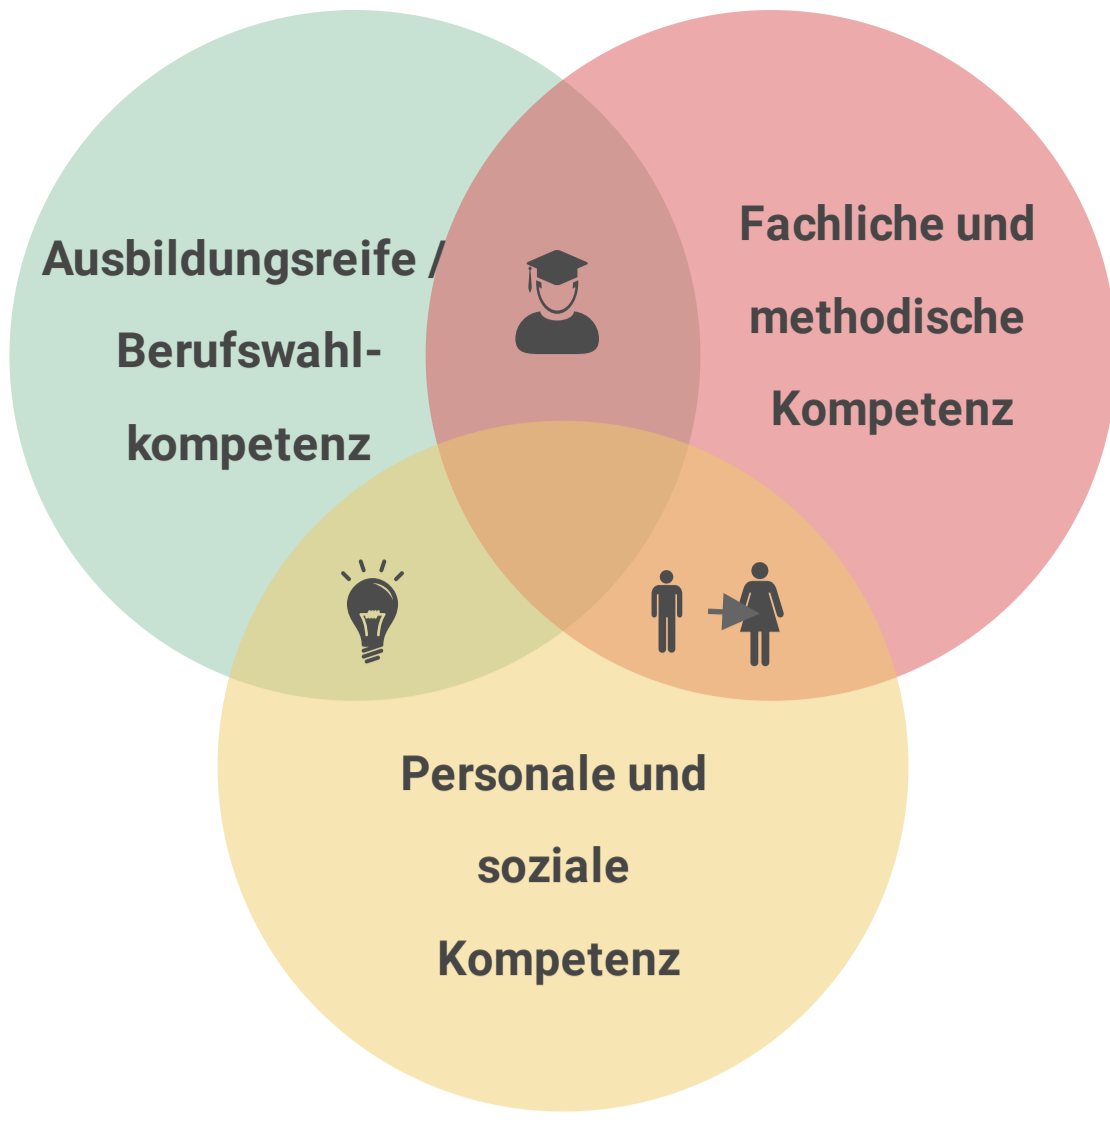 Ausbildungsreife /
Berufswahl-
kompetenz
Fachliche und
methodische
Kompetenz
Personale und
soziale
Kompetenz